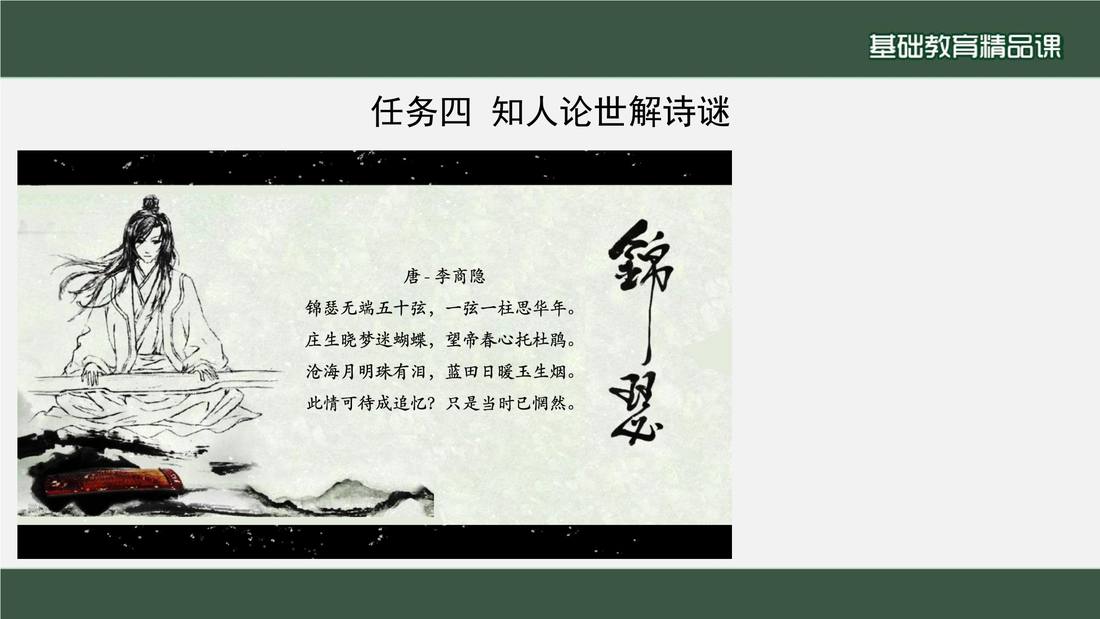 基础教育精品课
任务四 知人论世解诗谜
唐 - 李商隐
锦瑟无端五十弦，一弦一柱思华年。
庄生晓梦迷蝴蝶，望帝春心托杜鹃。
沧海月明珠有泪，蓝田日暖玉生烟。
此情可待成追忆？只是当时已惘然。
錦瑟